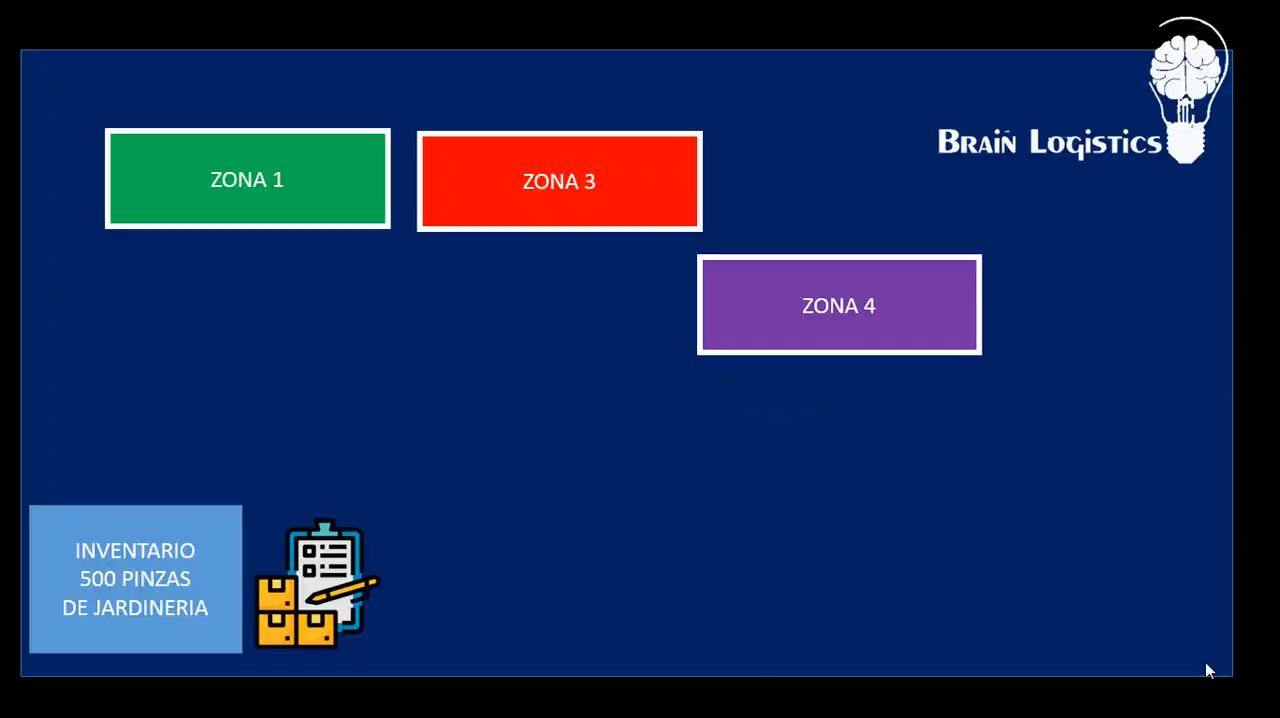 BRAIN LOGISTICS
ZONA 1
ZONA 3
ZONA 4
INVENTARIO
500 PINZAS
DE JARDINERIA